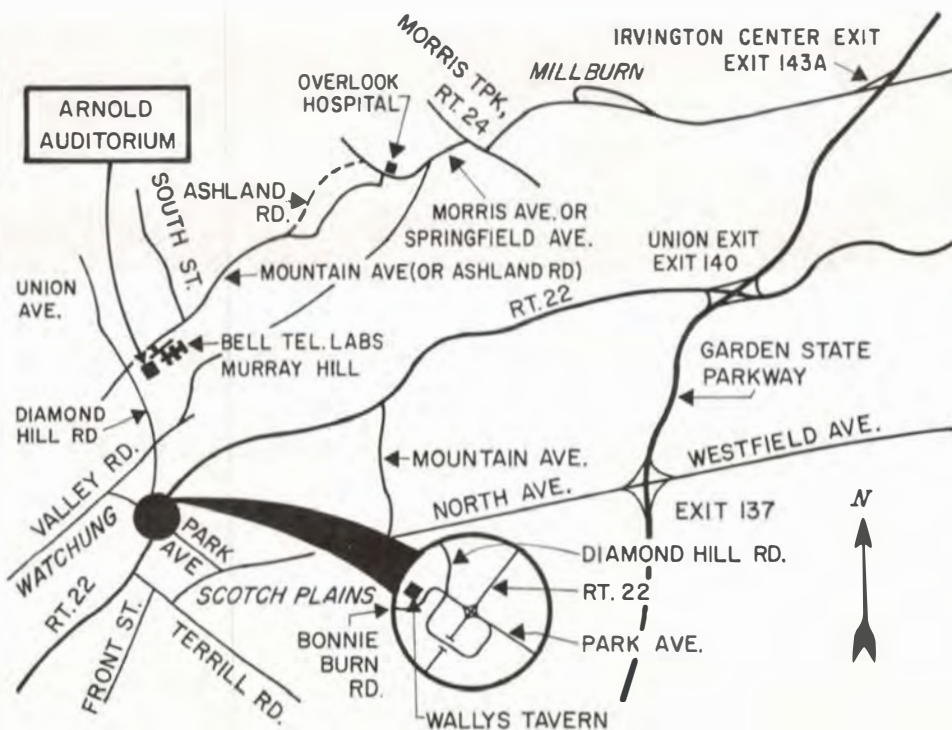 IRVINGTON CENTER EXIT
EXIT 143A
MORRIS TPK,
RT. 24
MILLBURN
OVERLOOK
HOSPITAL
ARNOLD
AUDITORIUM
SOUTH ST.
ASHLAND
RD.
MORRIS AVE. OR
SPRINGFIELD AVE.
UNION EXIT
EXIT 140
MOUNTAIN AVE (OR ASHLAND RD)
UNION
AVE.
RT. 22
BELL TEL. LABS
MURRAY HILL
GARDEN STATE
PARKWAY
DIAMOND
HILL RD
MOUNTAIN AVE.
WESTFIELD AVE.
VALLEY RD.
NORTH AVE.
EXIT 137
N
WATCHUNG
PARK
AVE
DIAMOND HILL RD.
SCOTCH PLAINS
RT. 22
RT. 22
BONNIE
BURN
RD.
PARK AVE.
FRONT ST.
TERRILL RD.
WALLYS TAVERN